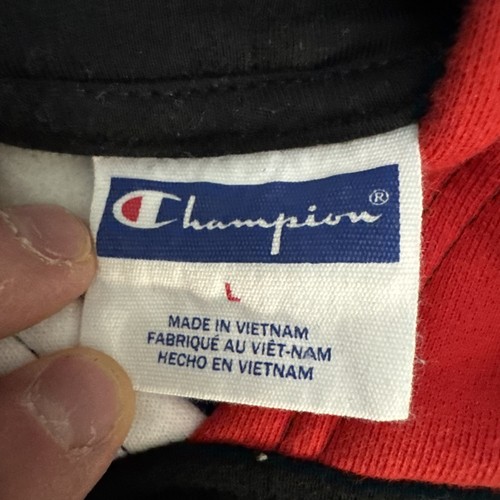 Champion®
L
MADE IN VIETNAM
FABRIQUÉ AU VIÊT-NAM
HECHO EN VIETNAM